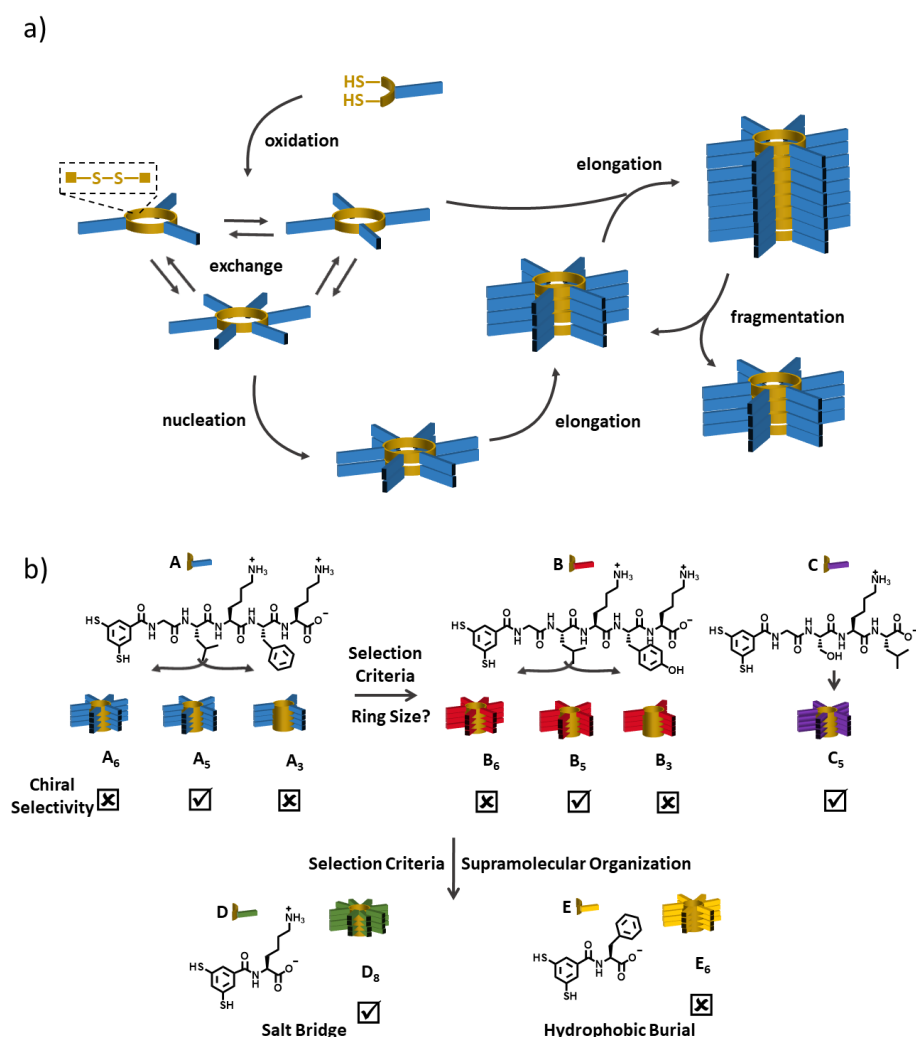 a)
HS
HS
oxidation
elongation
S–S
exchange
fragmentation
nucleation
elongation
b)
A
B
C
NH3
+
NH3
+
NH3
+
NH3
+
NH3
+
HS
O
H
N
O
N
H
O
H
N
O
N
H
O
H
N
O
O−
SH
HS
O
H
N
O
N
H
O
H
N
O
N
H
O
H
N
O
O−
SH
OH
HS
O
H
N
O
N
H
O
H
N
O
N
H
O
O−
SH
OH
Selection
Criteria
Ring Size?
A6
A5
A3
B6
B5
B3
C5
Chiral
Selectivity
Selection Criteria
Supramolecular Organization
D
E
NH3
+
HS
O
N
H
O
O−
SH
D8
HS
O
N
H
O
O−
SH
E6
Salt Bridge
Hydrophobic Burial